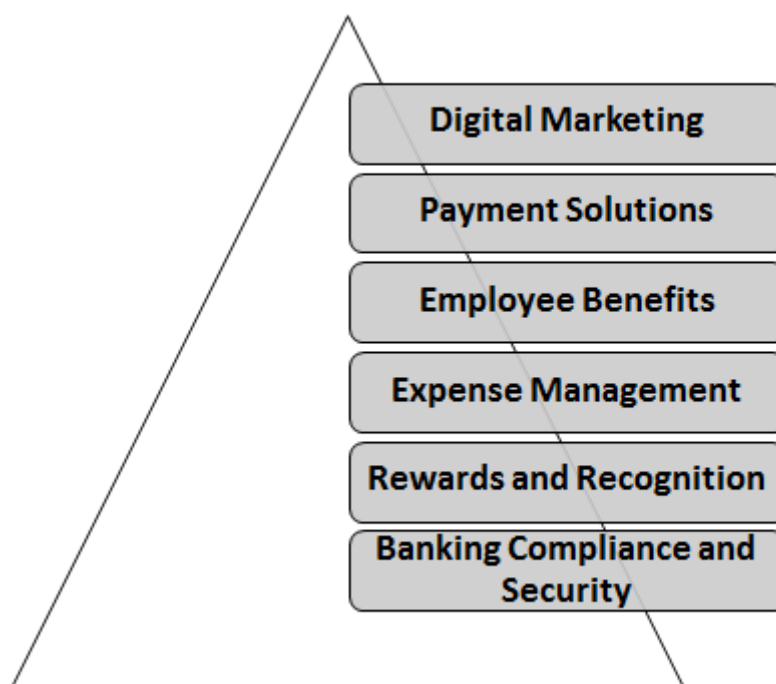 Digital Marketing
Payment Solutions
Employee Benefits
Expense Management
Rewards and Recognition
Banking Compliance and
Security